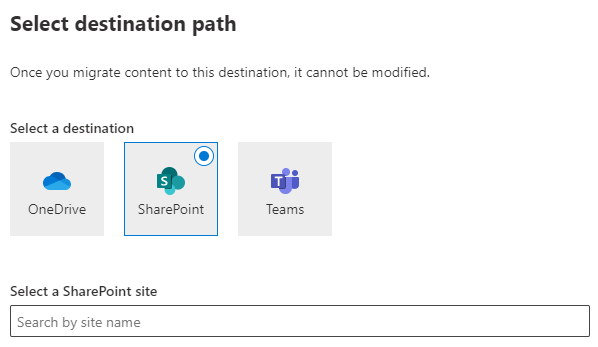 Select destination path
Once you migrate content to this destination, it cannot be modified.
Select a destination
OneDrive
S
SharePoint
T
Teams
Select a SharePoint site
Search by site name